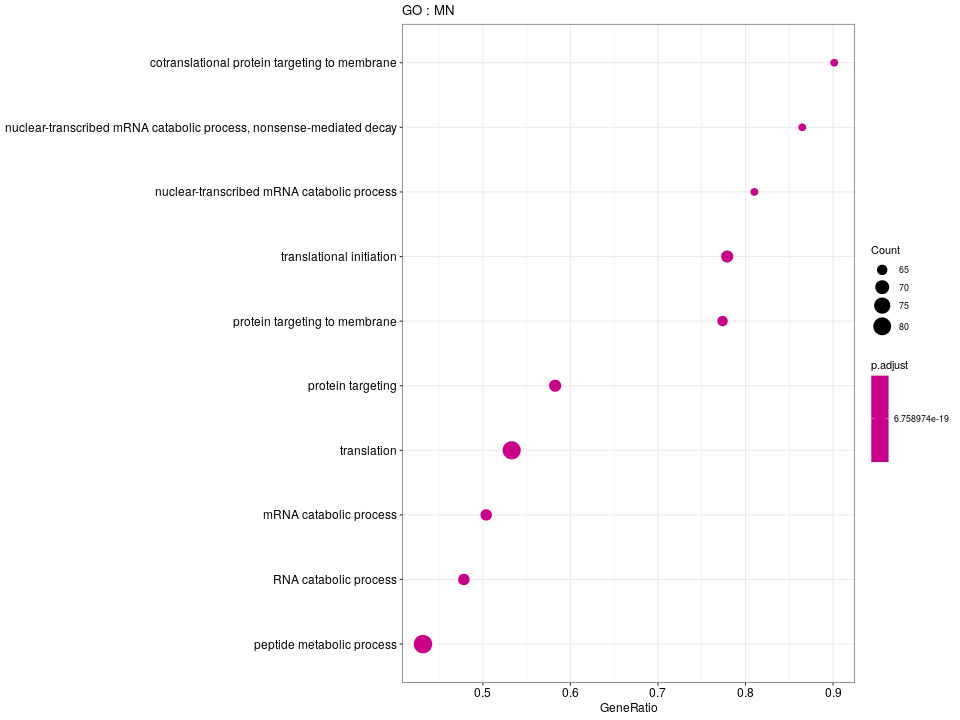 GO : MN
cotranslational protein targeting to membrane
nuclear-transcribed mRNA catabolic process, nonsense-mediated decay
nuclear-transcribed mRNA catabolic process
translational initiation
protein targeting to membrane
protein targeting
translation
mRNA catabolic process
RNA catabolic process
peptide metabolic process
0.5 0.6 0.7 0.8 0.9
GeneRatio
Count
65
70
75
80
p.adjust
6.758974e-19